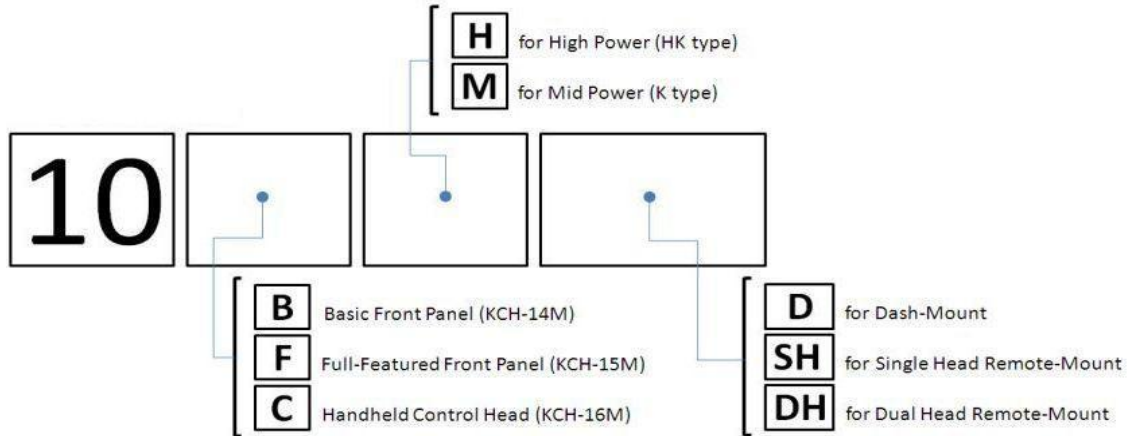 H for High Power (HK type)
M for Mid Power (K type)
10
B Basic Front Panel (KCH-14M)
F Full-Featured Front Panel (KCH-15M)
C Handheld Control Head (KCH-16M)
D for Dash-Mount
SH for Single Head Remote-Mount
DH for Dual Head Remote-Mount